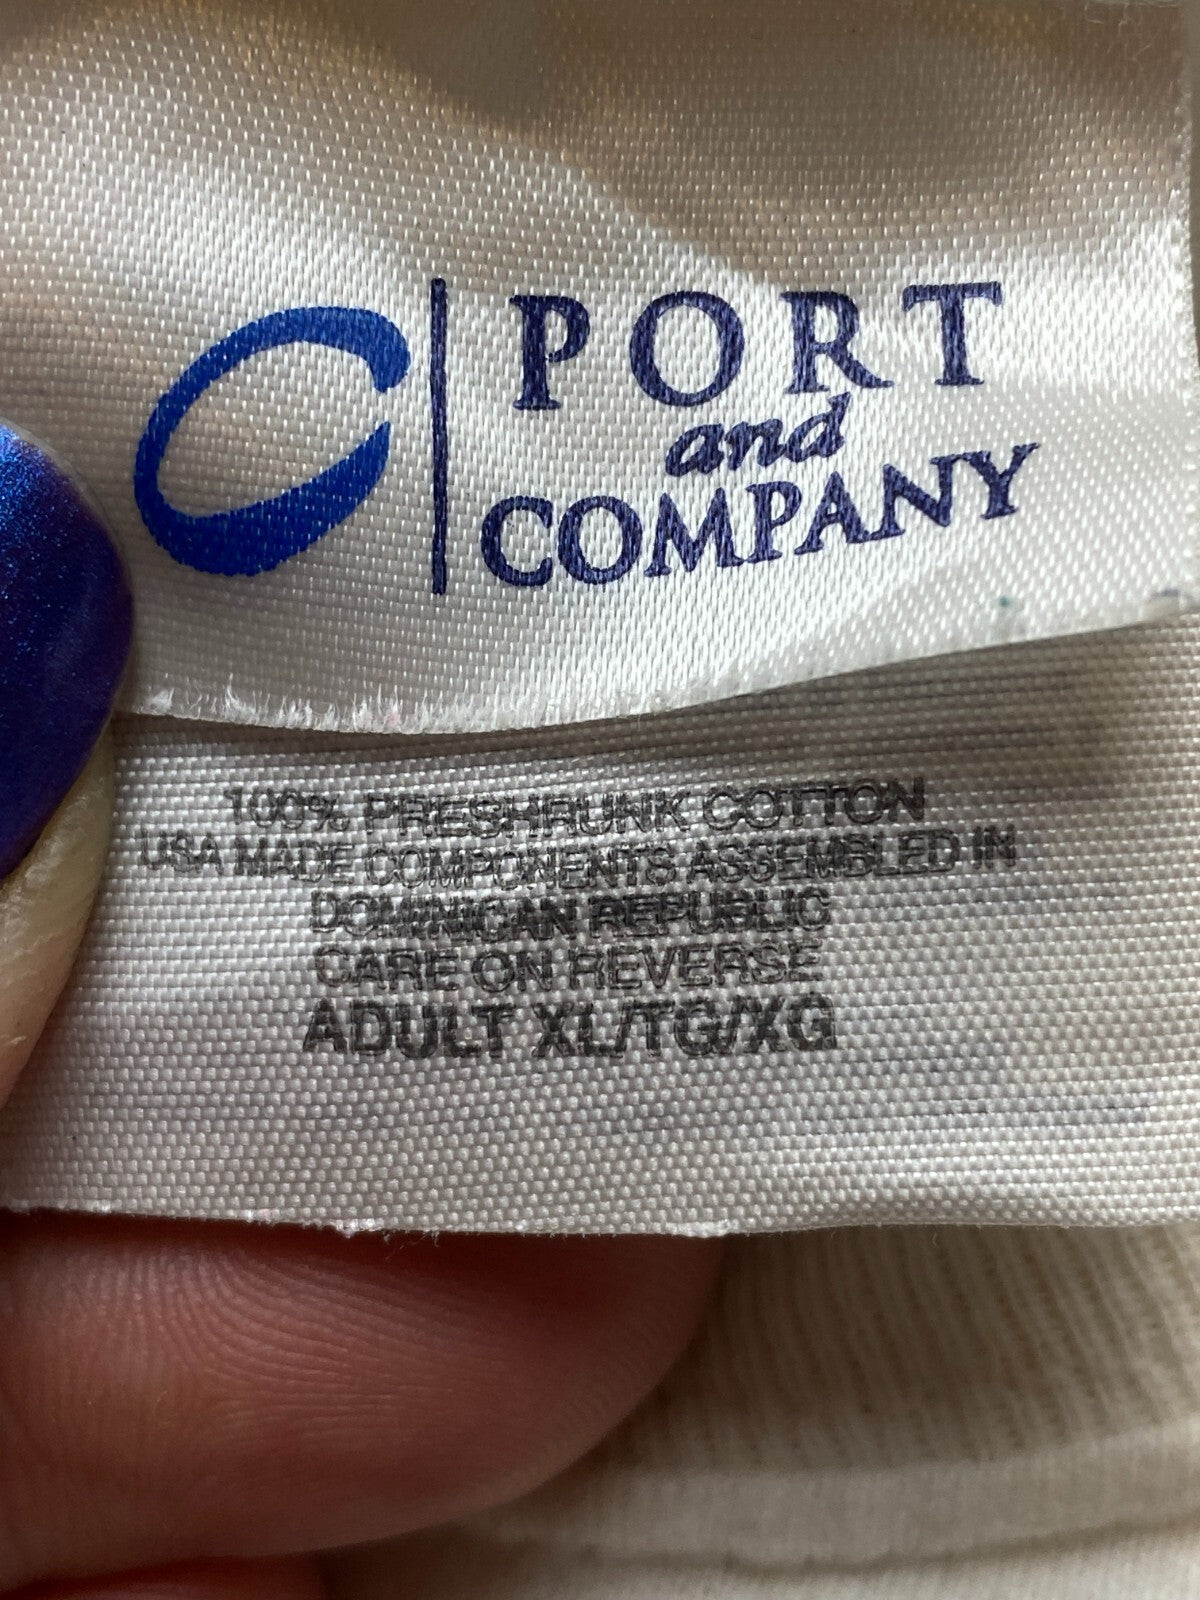 PORT
and
COMPANY
100% PRESHRUNK COTTON
USA MADE COMPONENTS ASSEMBLED IN
DOMINICAN REPUBLIC
CARE ON REVERSE
ADULT XL/TG/XG